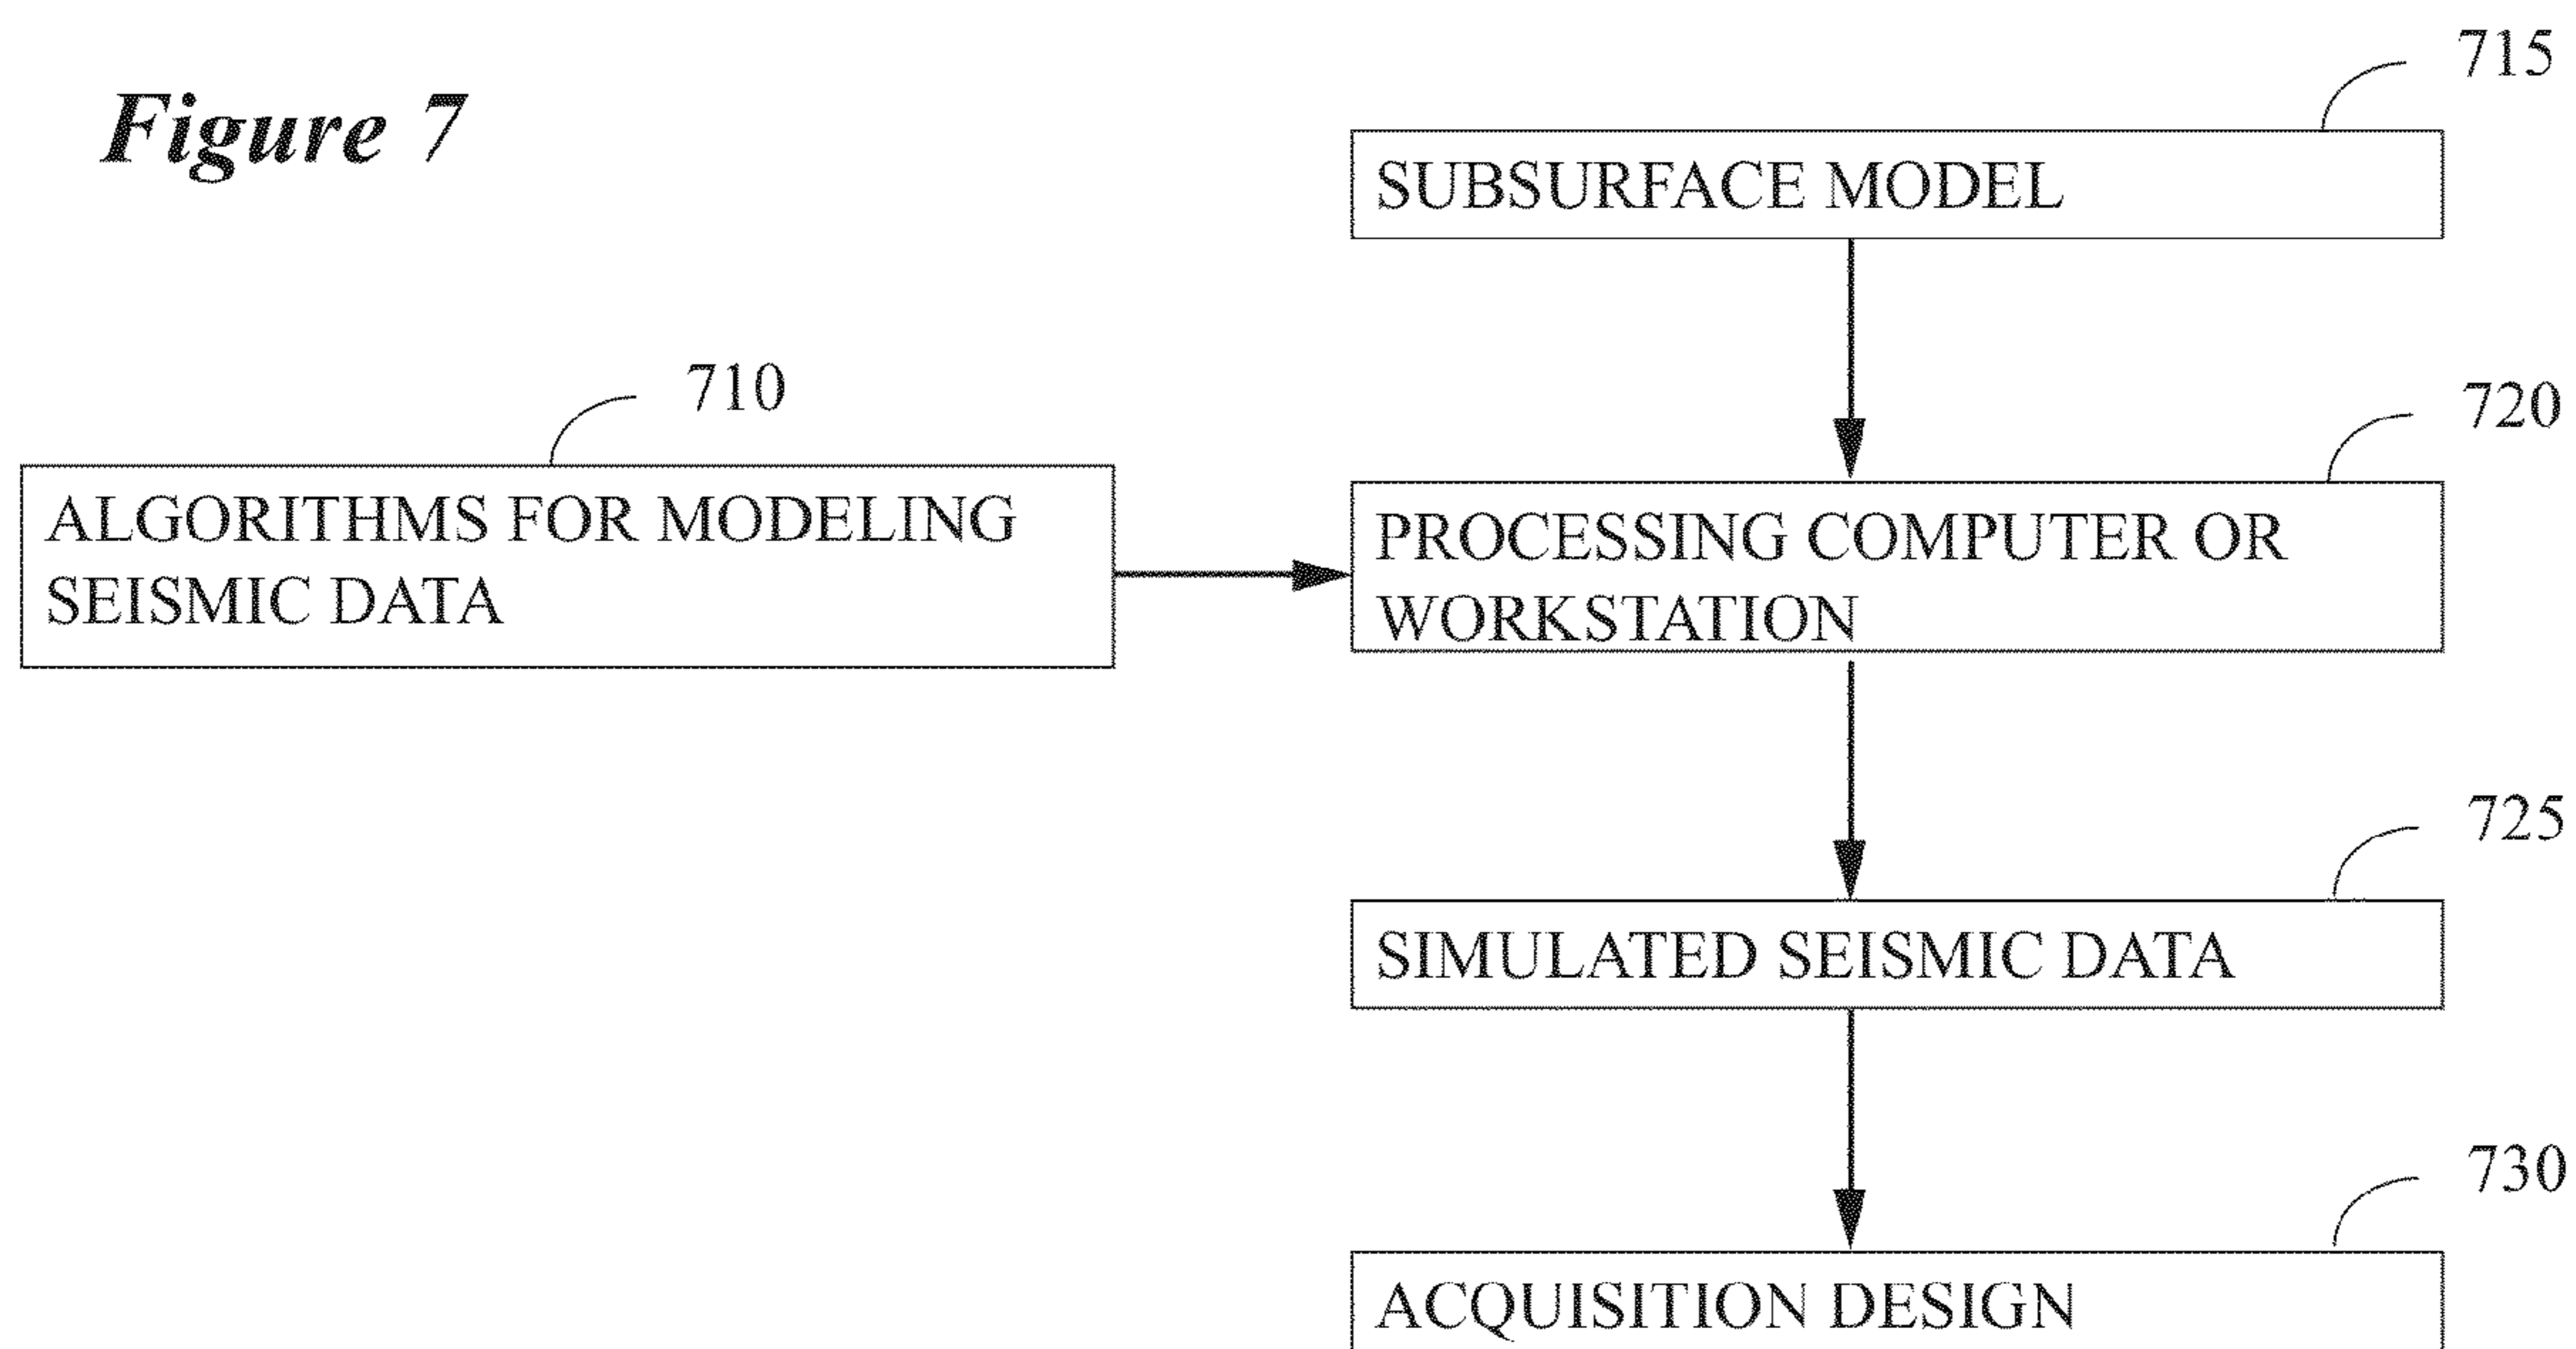 Figure 7
715
SUBSURFACE MODEL
710
720
ALGORITHMS FOR MODELING
SEISMIC DATA
PROCESSING COMPUTER OR
WORKSTATION
725
SIMULATED SEISMIC DATA
730
ACQUISITION DESIGN